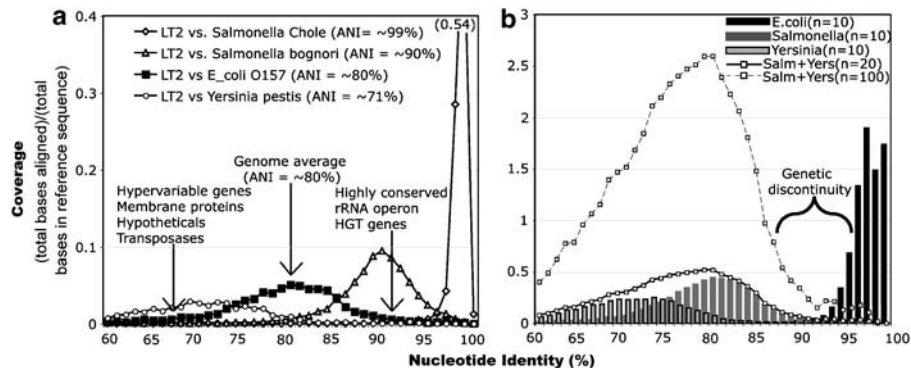 a
(0.54)
LT2 vs. Salmonella Chole (ANI= ~99%)
LT2 vs. Salmonella bognori (ANI= ~90%)
LT2 vs E_coli O157 (ANI = ~80%)
LT2 vs Yersinia pestis (ANI = ~71%)
Genome average
(ANI = ~80%)
Hypervariable genes
Membrane proteins
Hypotheticals
Transposases
Highly conserved
rRNA operon
HGT genes
Coverage
(total bases aligned)/(total
bases in reference sequence)
0.4
0.3
0.2
0.1
0
60 70 80 90 100
b
E.coli(n=10)
Salmonella(n=10)
Yersinia(n=10)
Salm+Yers(n=20)
Salm+Yers(n=100)
Genetic
discontinuity
3
2.5
2
1.5
1
0.5
0
60 65 70 75 80 85 90 95 100
Nucleotide Identity (%)